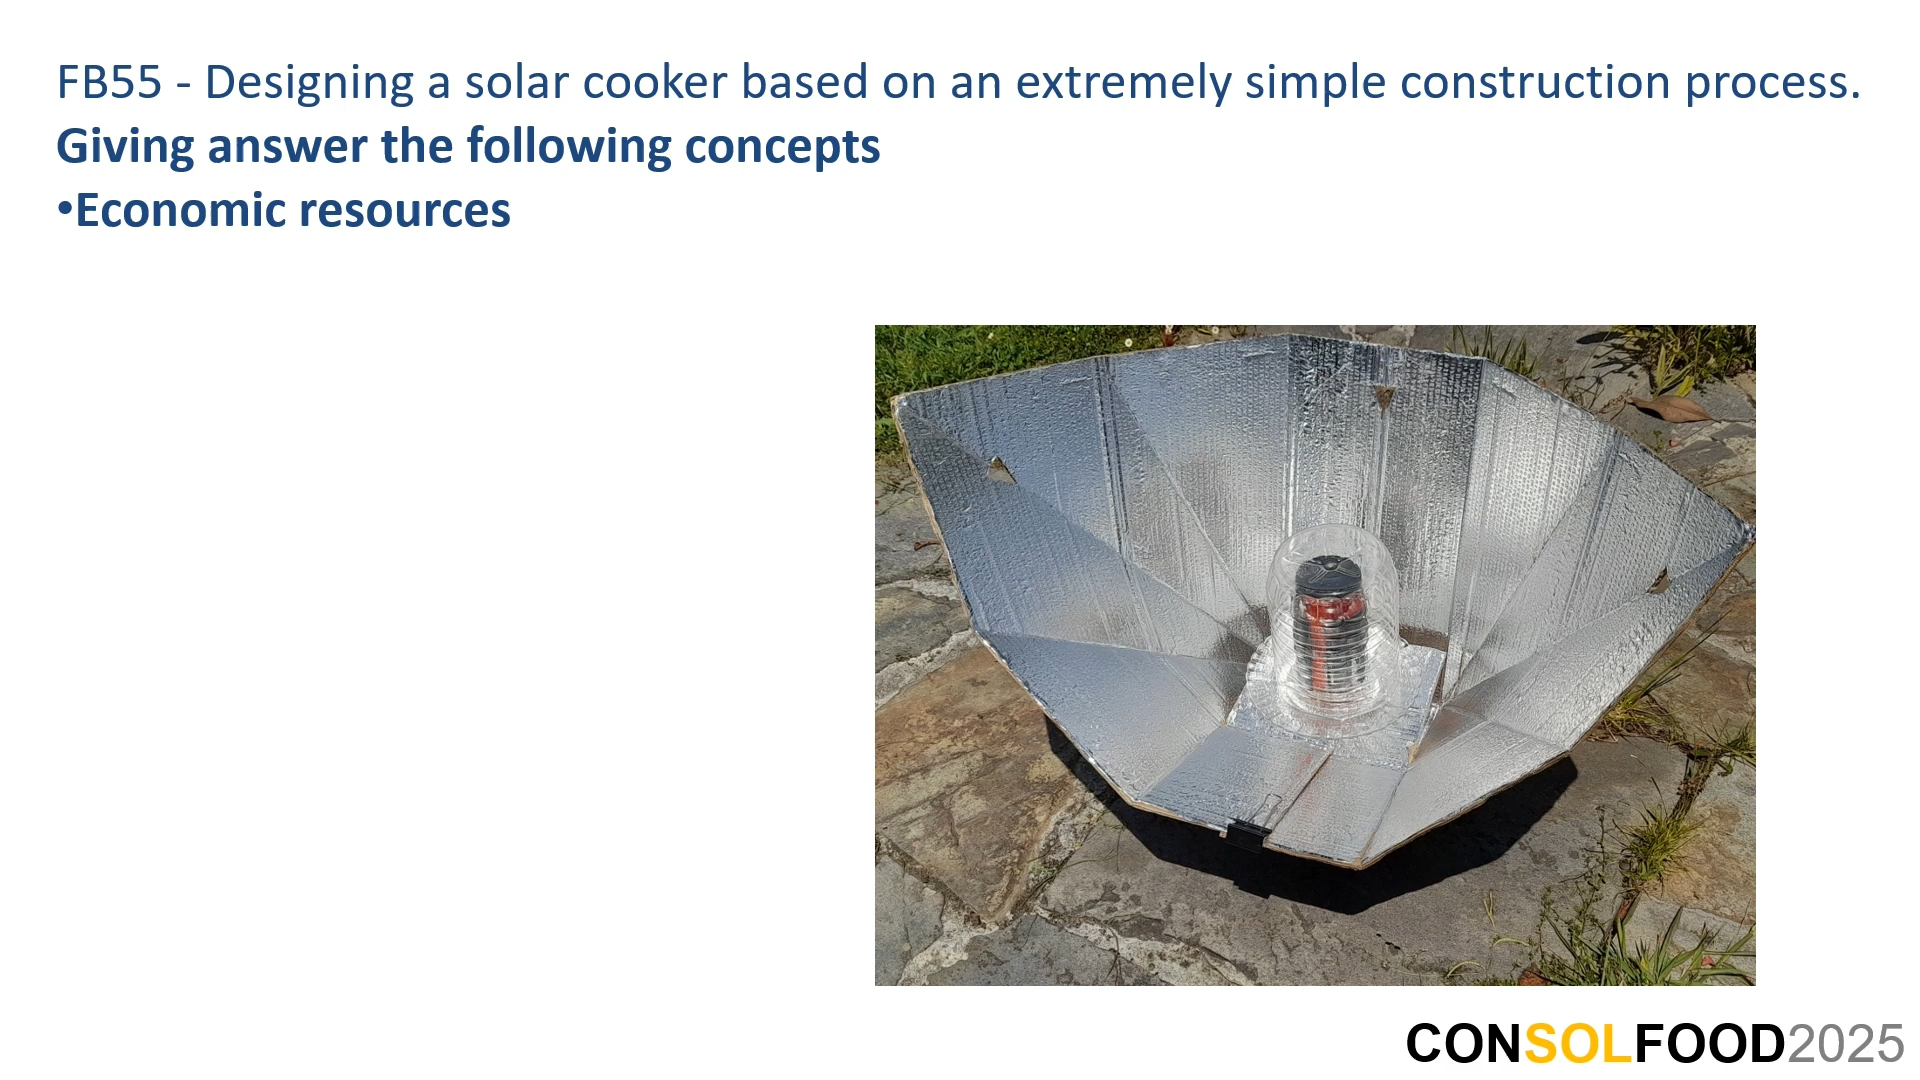 FB55 - Designing a solar cooker based on an extremely simple construction process.
Giving answer the following concepts
•Economic resources
CONSOLFOOD2025